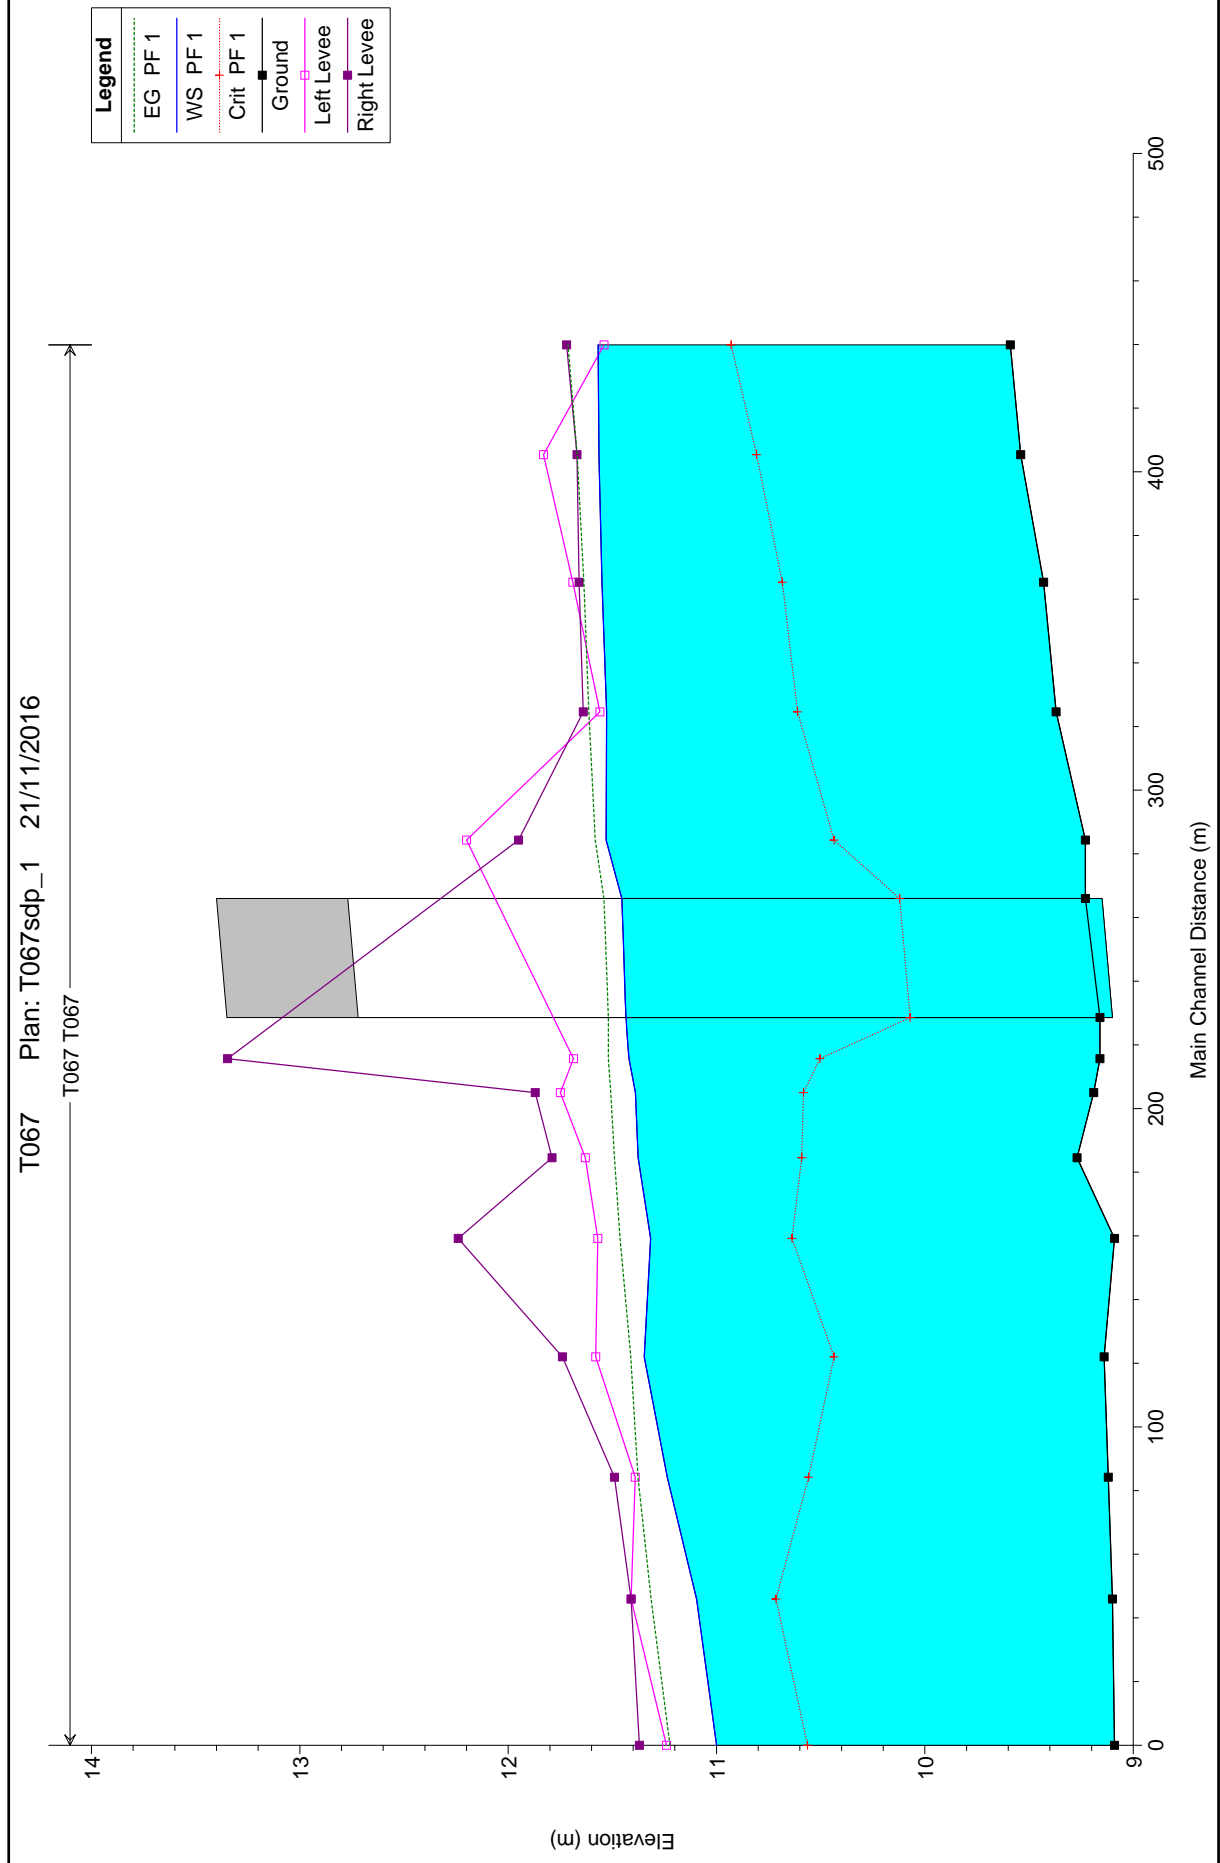 T067 Plan: T067sdp_1 21/11/2016
T067 T067
Legend
EG PF 1
WS PF 1
Crit PF 1
Ground
Left Levee
Right Levee
Elevation (m)
14
13
12
11
10
9
0
100
200
300
400
500
Main Channel Distance (m)